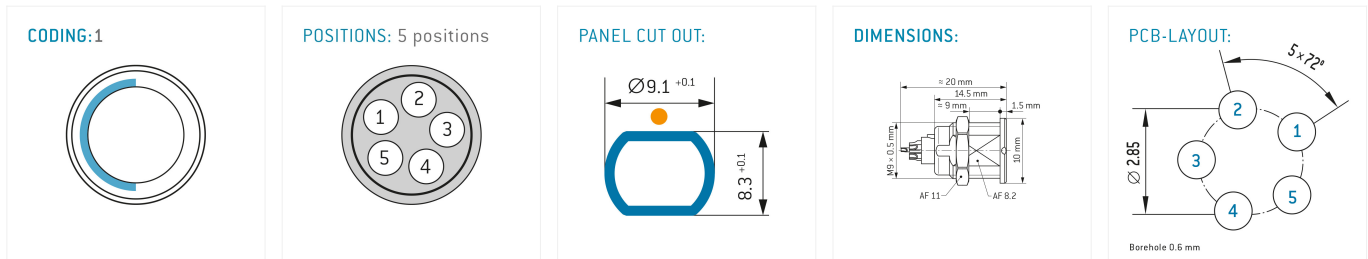 CODING:1
1
2
3
4
5
POSITIONS: 5 positions
PANEL CUT OUT:
Ø9.1 +0.1
8.3 +0.1
DIMENSIONS:
≈ 20 mm
14.5 mm
≈ 9 mm
1.5 mm
M9 × 0.5 mm
10 mm
AF 11
AF 8.2
PCB-LAYOUT:
5 x 72°
2
1
3
Ø 2.85
5
4
Borehole 0.6 mm